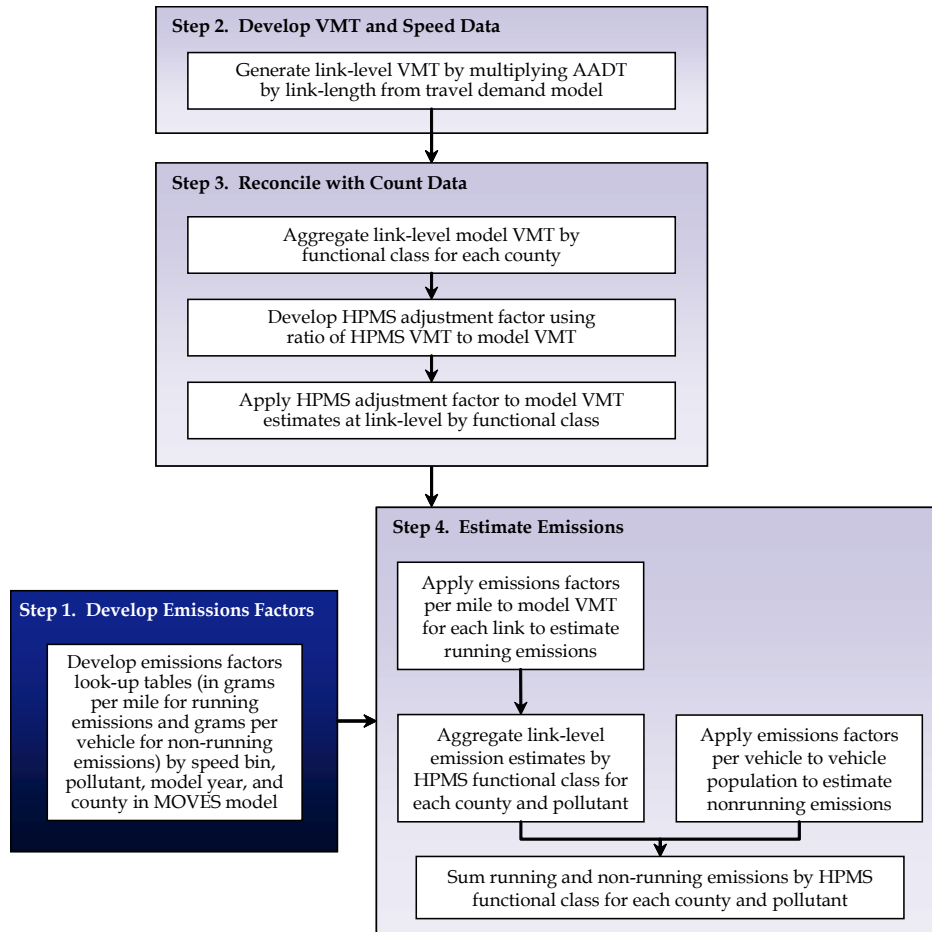 Step 2. Develop VMT and Speed Data
Generate link-level VMT by multiplying AADT
by link-length from travel demand model
Step 3. Reconcile with Count Data
Aggregate link-level model VMT by
functional class for each county
Develop HPMS adjustment factor using
ratio of HPMS VMT to model VMT
Apply HPMS adjustment factor to model VMT
estimates at link-level by functional class
Step 4. Estimate Emissions
Apply emissions factors
per mile to model VMT
for each link to estimate
running emissions
Step 1. Develop Emissions Factors
Develop emissions factors
look-up tables (in grams
per mile for running
emissions and grams per
vehicle for non-running
emissions) by speed bin,
pollutant, model year, and
county in MOVES model
Aggregate link-level
emission estimates by
HPMS functional class for
each county and pollutant
Apply emissions factors
per vehicle to vehicle
population to estimate
nonrunning emissions
Sum running and non-running emissions by HPMS
functional class for each county and pollutant